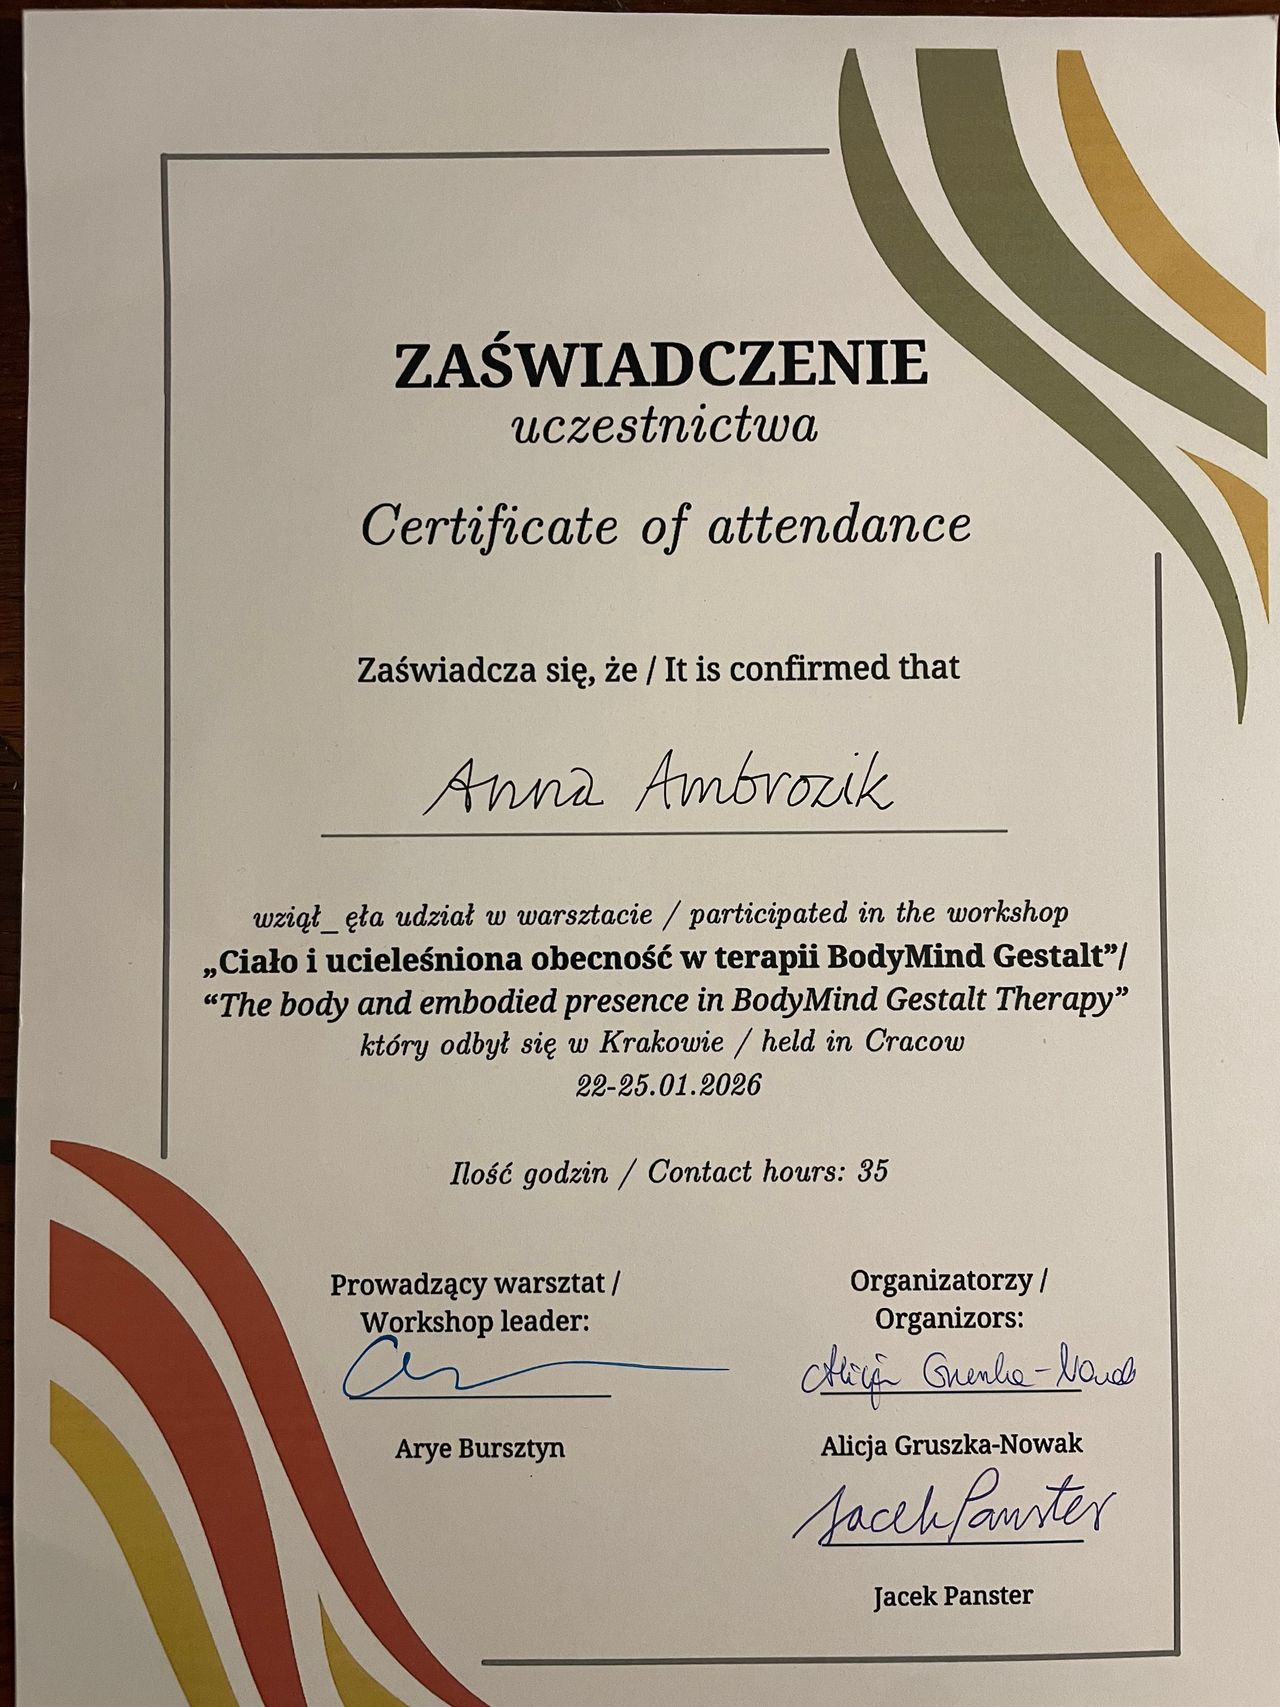 ZAŚWIADCZENIE
uczestnictwa
Certificate of attendance
Zaświadcza się, że / It is confirmed that
Anna Ambrozik
wziął_ęła udział w warsztacie / participated in the workshop
„Ciało i ucieleśniona obecność w terapii BodyMind Gestalt”/
“The body and embodied presence in BodyMind Gestalt Therapy”
który odbył się w Krakowie / held in Cracow
22-25.01.2026
Ilość godzin / Contact hours: 35
Prowadzący warsztat /
Workshop leader:
Arye Bursztyn
Organizatorzy /
Organizors:
Alicja Gruszka-Nowak
Alicja Gruszka-Nowak
Jacek Panster
Jacek Panster